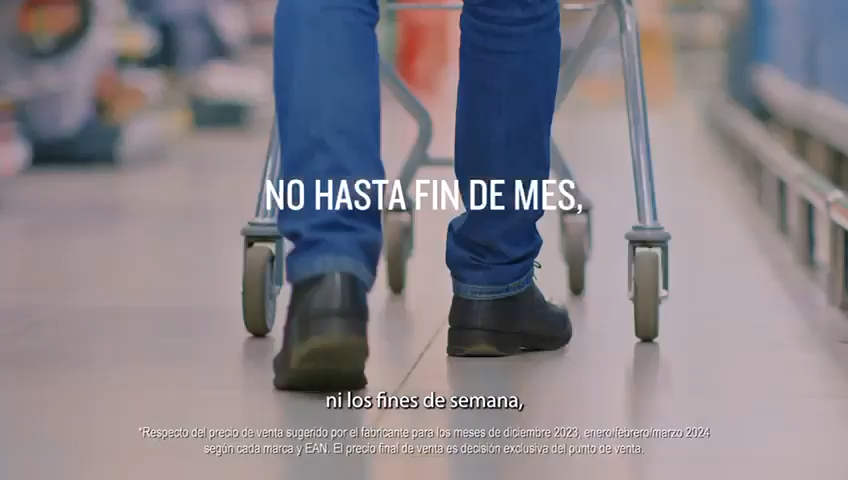 NO HASTA FIN DE MES,
ni los fines de semana,
*Respecto del precio de venta sugerido por el fabricante para los meses de diciembre 2023, enero/febrero/marzo 2024
según cada marca y EAN. El precio final de venta es decisión exclusiva del punto de venta.